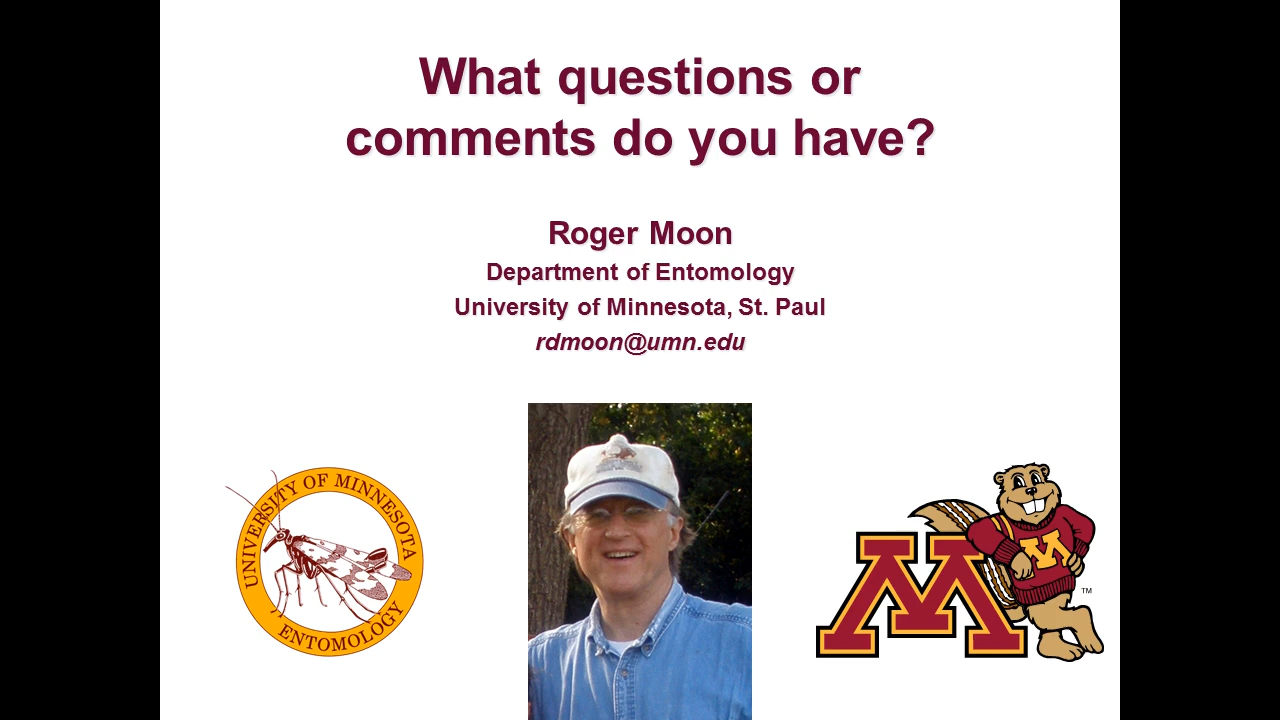 What questions or
comments do you have?
Roger Moon
Department of Entomology
University of Minnesota, St. Paul
rdmoon@umn.edu
UNIVERSITY OF MINNESOTA
ENTOMOLOGY
M
M
TM